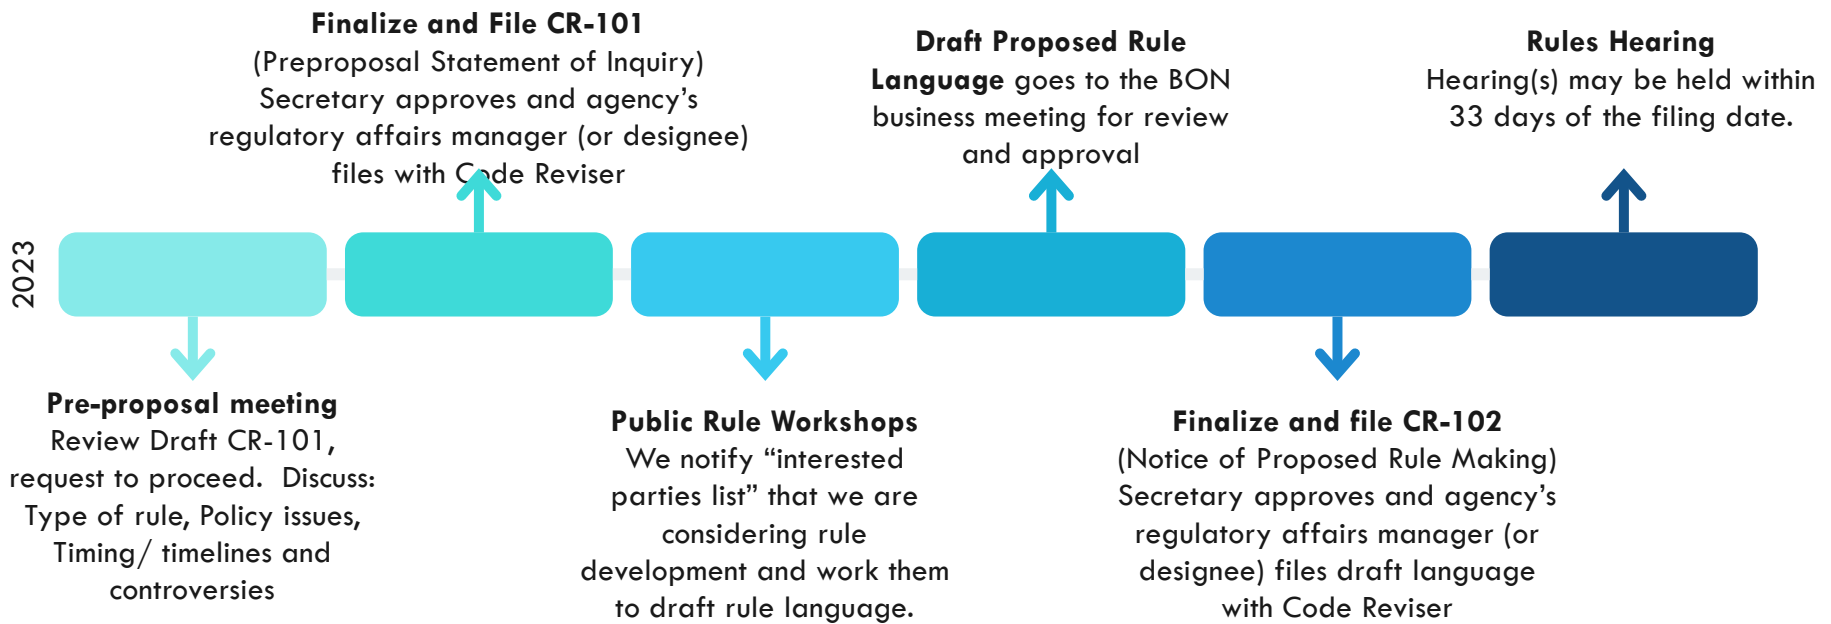 Finalize and File CR-101
(Preproposal Statement of Inquiry)
Secretary approves and agency’s
regulatory affairs manager (or designee)
files with Code Reviser
Draft Proposed Rule
Language goes to the BON
business meeting for review
and approval
Rules Hearing
Hearing(s) may be held within
33 days of the filing date.
2023
Pre-proposal meeting
Review Draft CR-101,
request to proceed.  Discuss:
Type of rule, Policy issues,
Timing/ timelines and
controversies
Public Rule Workshops
We notify “interested
parties list” that we are
considering rule
development and work them
to draft rule language.
Finalize and file CR-102
(Notice of Proposed Rule Making)
Secretary approves and agency’s
regulatory affairs manager (or
designee) files draft language
with Code Reviser